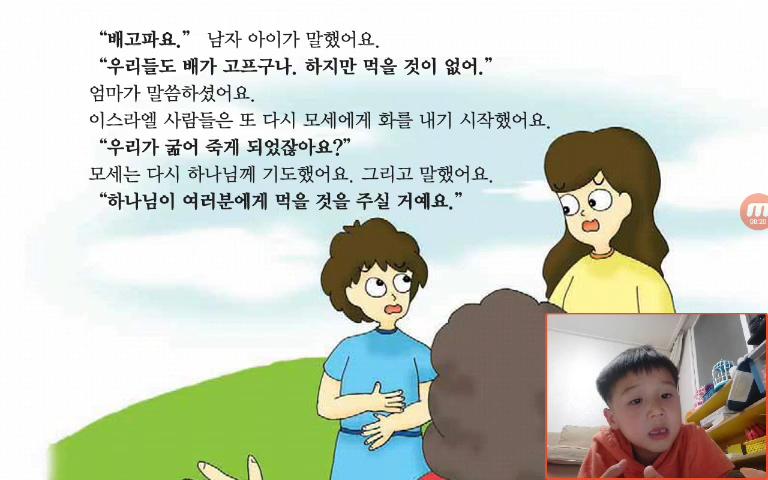 “배고파요.” 남자 아이가 말했어요.
“우리들도 배가 고프구나. 하지만 먹을 것이 없어.”
엄마가 말씀하셨어요.
이스라엘 사람들은 또 다시 모세에게 화를 내기 시작했어요.
“우리가 굶어 죽게 되었잖아요?”
모세는 다시 하나님께 기도했어요. 그리고 말했어요.
“하나님이 여러분에게 먹을 것을 주실 거예요.”
00:20